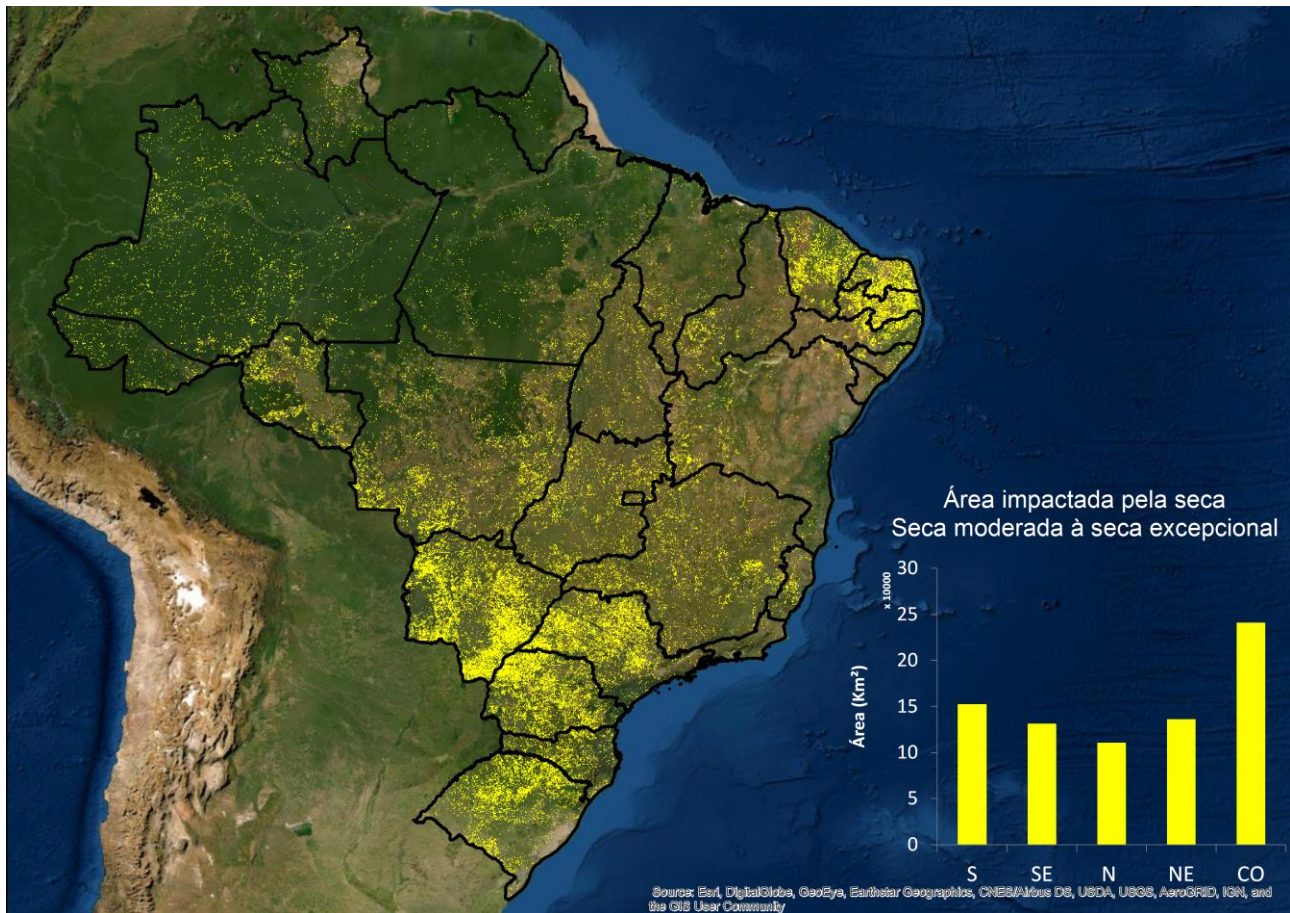 Área impactada pela seca
Seca moderada à seca excepcional
x 10000
30
25
20
15
10
5
0
Área (Km²)
S SE N NE CO
Source: Esri, DigitalGlobe, GeoEye, Earthstar Geographics, CNES/Airbus DS, USDA, USGS, AeroGRID, IGN, and
the GIS User Community